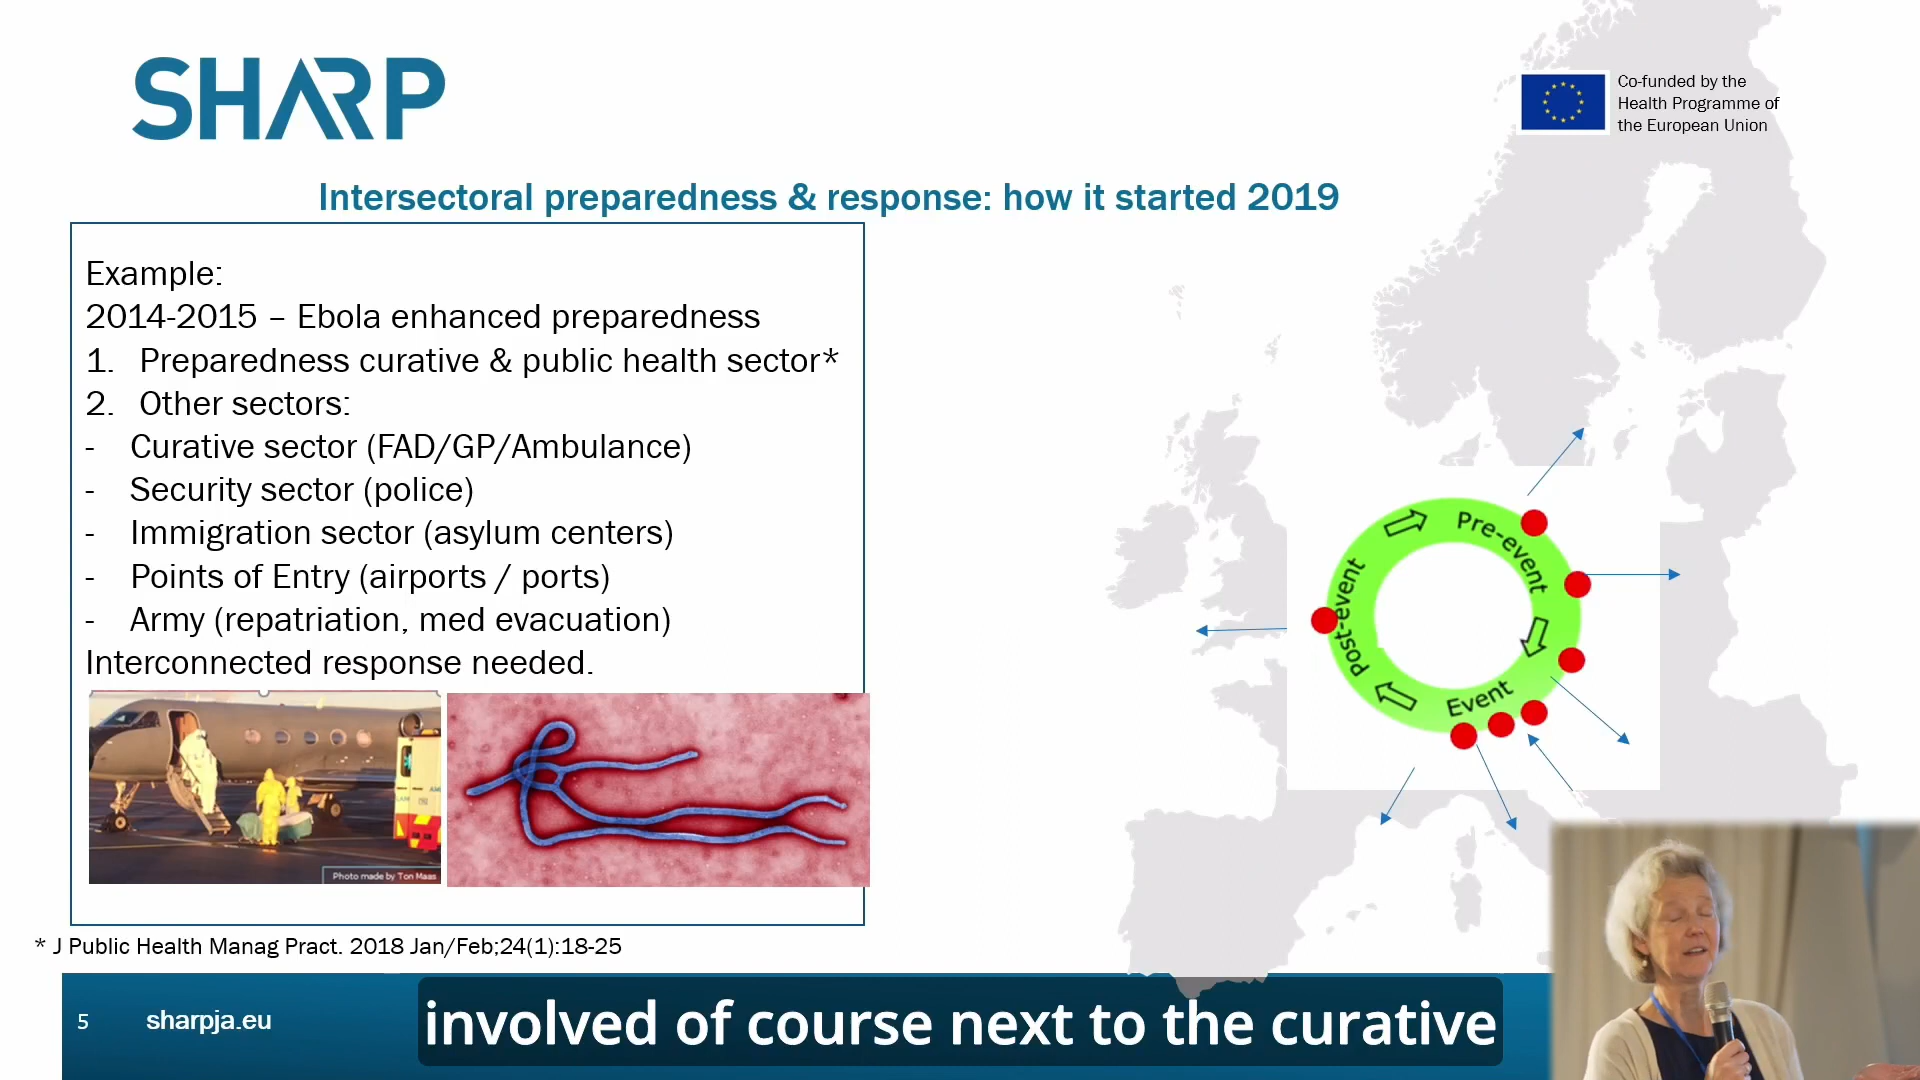 SHARP
Co-funded by the
Health Programme of
the European Union
Intersectoral preparedness & response: how it started 2019
Example:
2014-2015 – Ebola enhanced preparedness
1. Preparedness curative & public health sector*
2. Other sectors:
- Curative sector (FAD/GP/Ambulance)
- Security sector (police)
- Immigration sector (asylum centers)
- Points of Entry (airports / ports)
- Army (repatriation, med evacuation)
Interconnected response needed.
Photo made by Ton Maas
Pre-event
Event
Post-event
* J Public Health Manag Pract. 2018 Jan/Feb;24(1):18-25
5
sharpja.eu
involved of course next to the curative